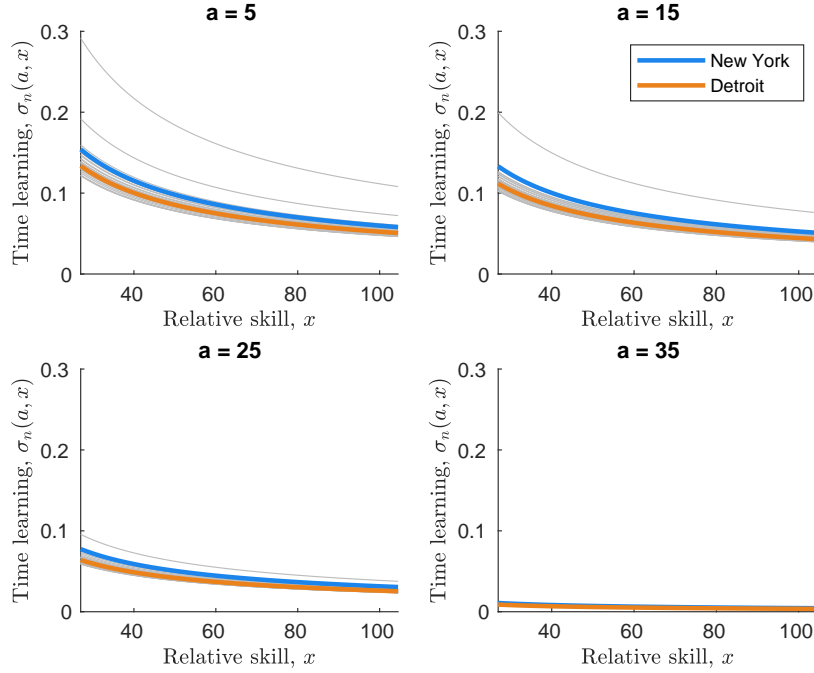 a = 5
0.3
0.2
0.1
0
Time learning, σₙ(a, x)
40
60
80
100
Relative skill, x
a = 15
0.3
0.2
0.1
0
Time learning, σₙ(a, x)
New York
Detroit
40
60
80
100
Relative skill, x
a = 25
0.3
0.2
0.1
0
Time learning, σₙ(a, x)
40
60
80
100
Relative skill, x
a = 35
0.3
0.2
0.1
0
Time learning, σₙ(a, x)
40
60
80
100
Relative skill, x